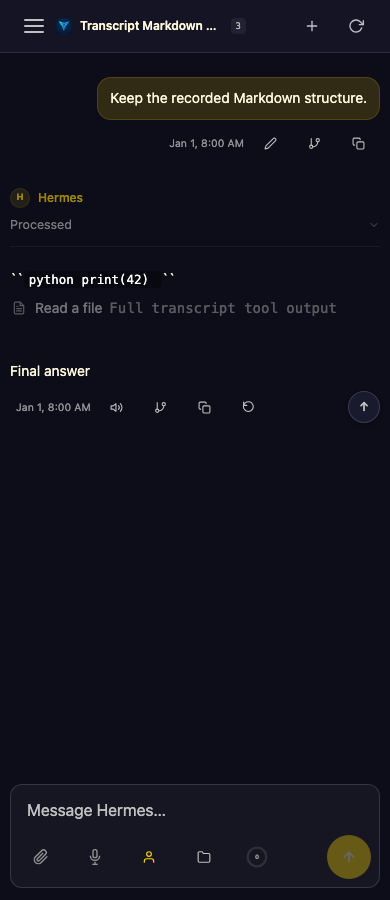 Transcript Markdown ...
3
Keep the recorded Markdown structure.
Jan 1, 8:00 AM
H Hermes
Processed
`` python print(42) ``
Read a file Full transcript tool output
Final answer
Jan 1, 8:00 AM
Message Hermes...
0